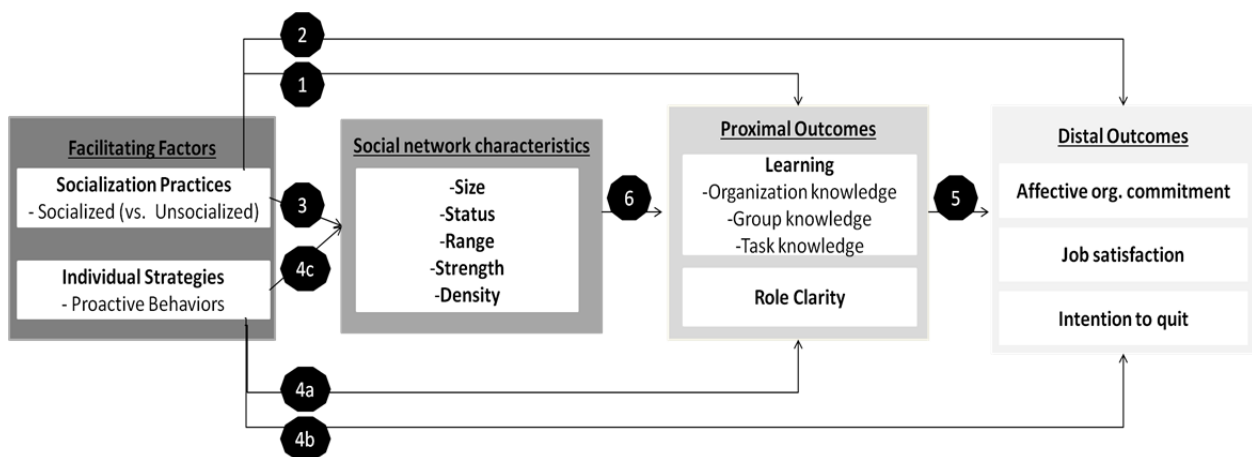 2
1
Facilitating Factors
Socialization Practices
- Socialized (vs. Unsocialized)
Individual Strategies
- Proactive Behaviors
3
4c
Social network characteristics
-Size
-Status
-Range
-Strength
-Density
6
Proximal Outcomes
Learning
-Organization knowledge
-Group knowledge
-Task knowledge
Role Clarity
5
Distal Outcomes
Affective org. commitment
Job satisfaction
Intention to quit
4a
4b